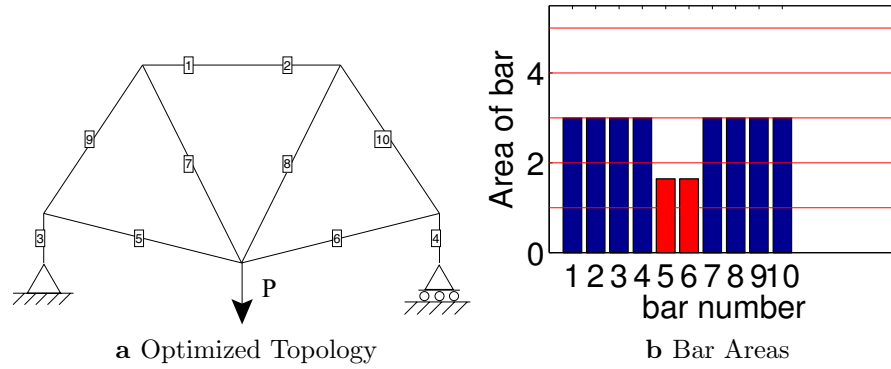 1 2
9 10
7 8
3 5 6 4
P
a Optimized Topology
Area of bar
4
2
0
1 2 3 4 5 6 7 8 9 10
bar number
b Bar Areas